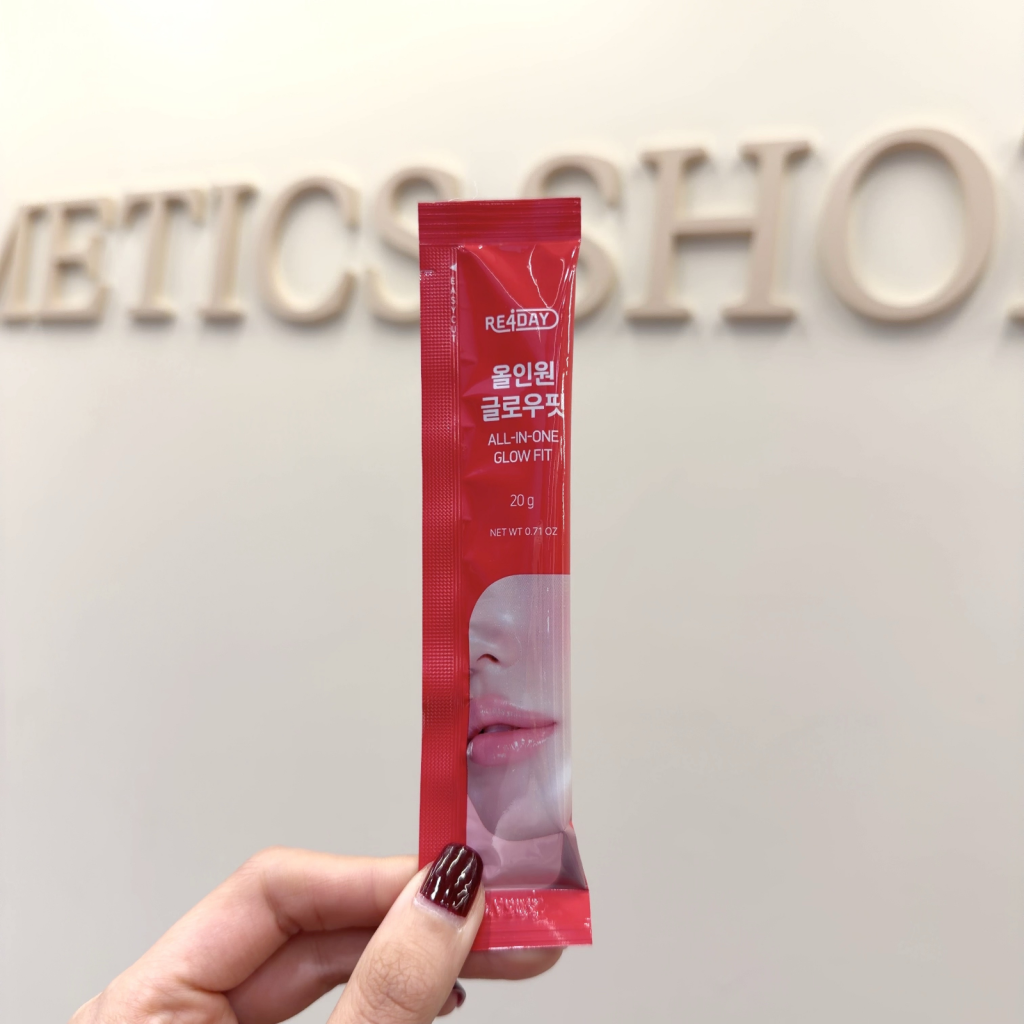 METICS SHO
EASY CUT
RE4DAY
올인원
글로우핏
ALL-IN-ONE
GLOW FIT
20 g
NET WT 0.71 OZ